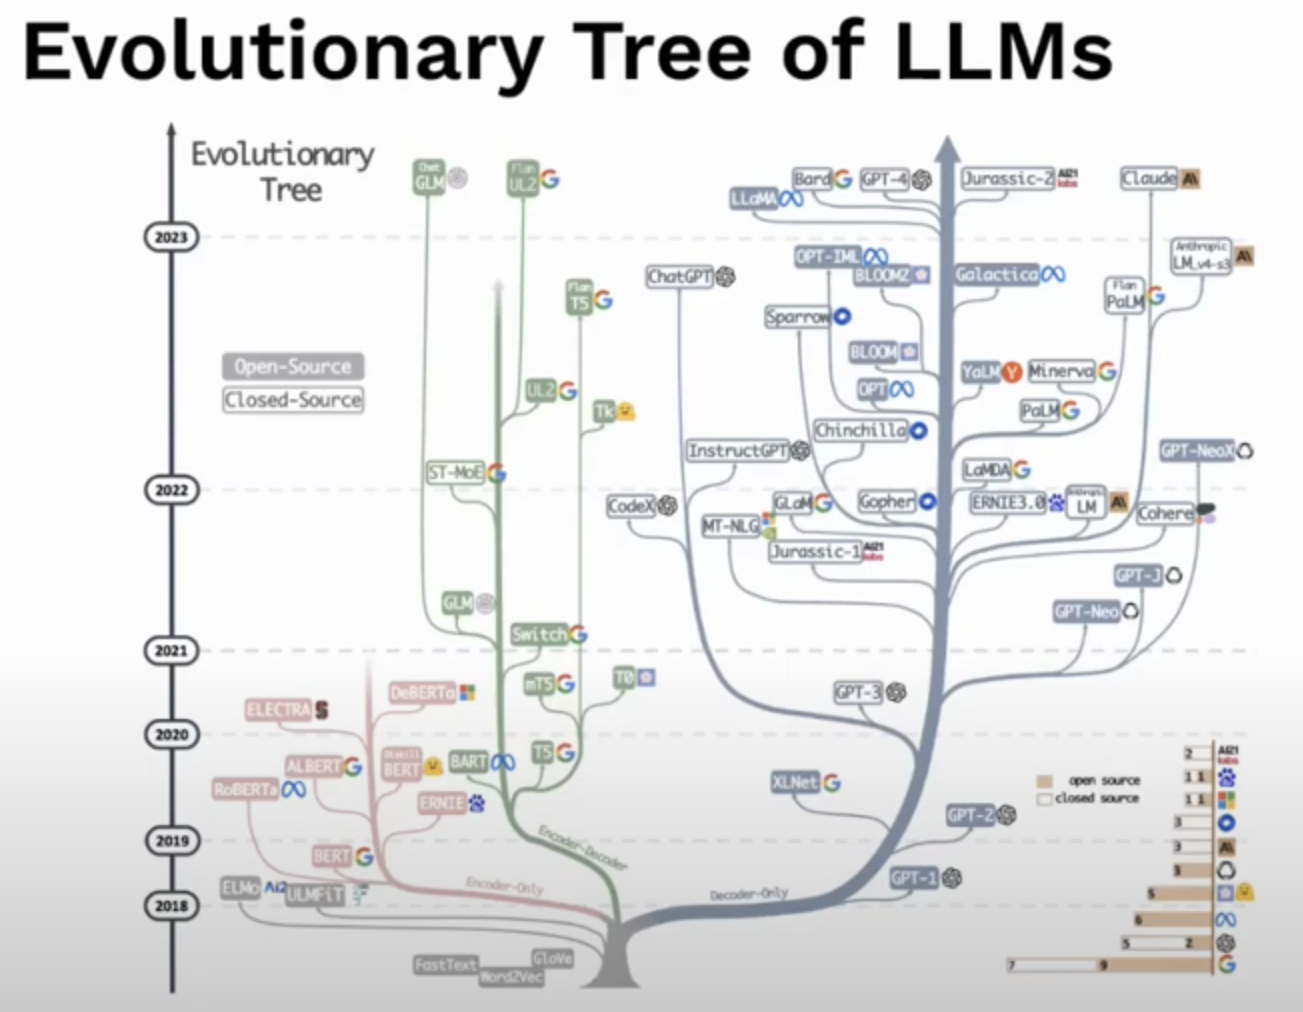 Evolutionary Tree of LLMs
Evolutionary
Tree
2023
2022
2021
2020
2019
2018
Open-Source
Closed-Source
Chat
GLM
Flan
UL2
Flan
T5
UL2
Tk
ST-MoE
GLM
Switch
mT5
T0
DeBERTa
ELECTRA
ALBERT
Distill
BERT
BART
T5
RoBERTa
ERNIE
BERT
ELMo
AI2
ULMFiT
Encoder-Only
Encoder-Decoder
Decoder-Only
FastText
Word2Vec
GloVe
Bard
GPT-4
Jurassic-2
AI21
labs
Claude
A\
LLaMA
OPT-IML
BLOOMZ
Galactica
Anthropic
LM_v4-s3
A\
ChatGPT
Flan
PaLM
Sparrow
BLOOM
YaLM
Y
Minerva
OPT
PaLM
Chinchilla
InstructGPT
GPT-NeoX
LaMDA
CodeX
GLaM
Gopher
ERNIE3.0
Anthropic
LM
A\
Cohere
MT-NLG
Jurassic-1
AI21
labs
GPT-J
GPT-Neo
GPT-3
XLNet
GPT-2
GPT-1
open source
closed source
2
AI21
labs
1 1
1 1
3
3
A\
3
5
6
5 2
7 9